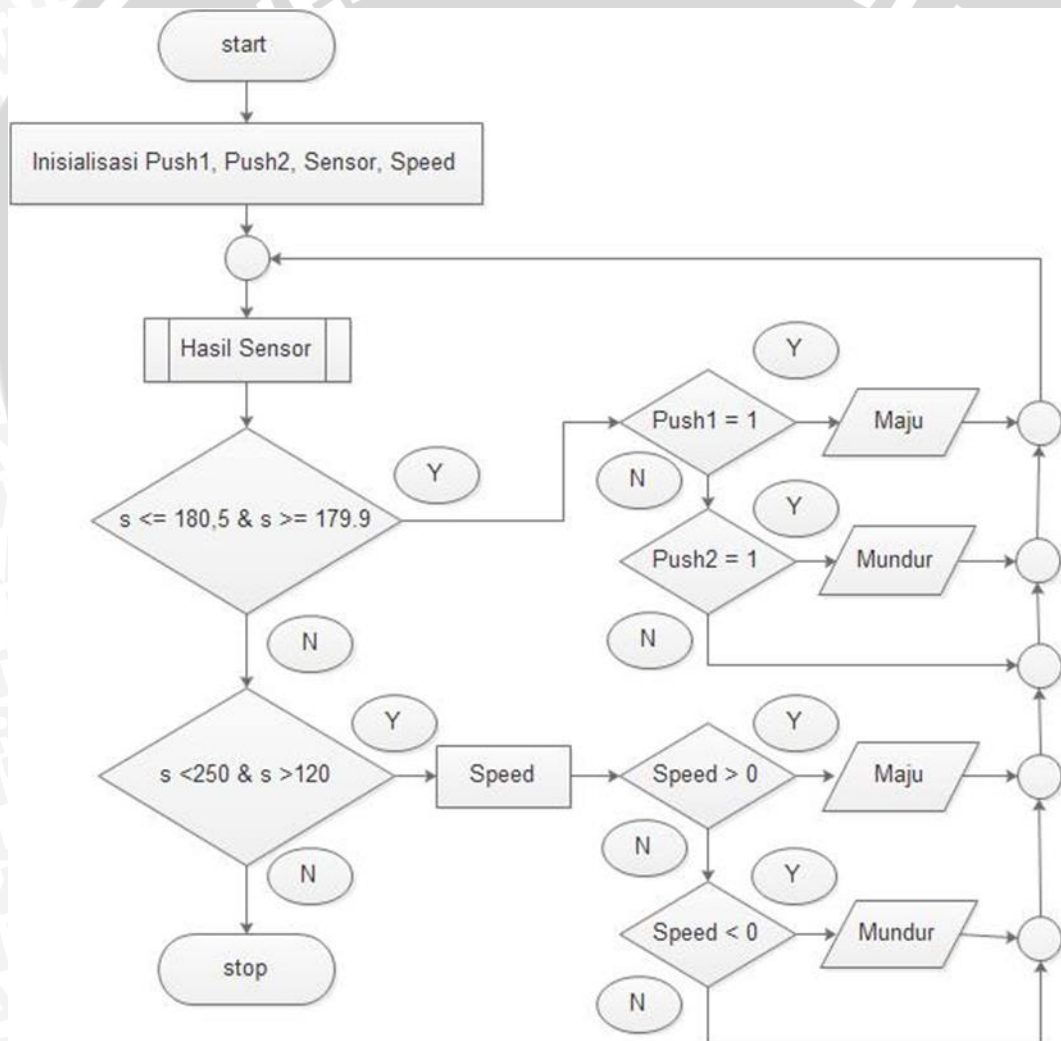 start
Inisialisasi Push1, Push2, Sensor, Speed
Hasil Sensor
s <= 180,5 & s >= 179.9
Y
N
Push1 = 1
Y
Maju
N
Push2 = 1
Y
Mundur
N
s <250 & s >120
Y
Speed
Speed > 0
Y
Maju
N
Speed < 0
Y
Mundur
N
N
stop